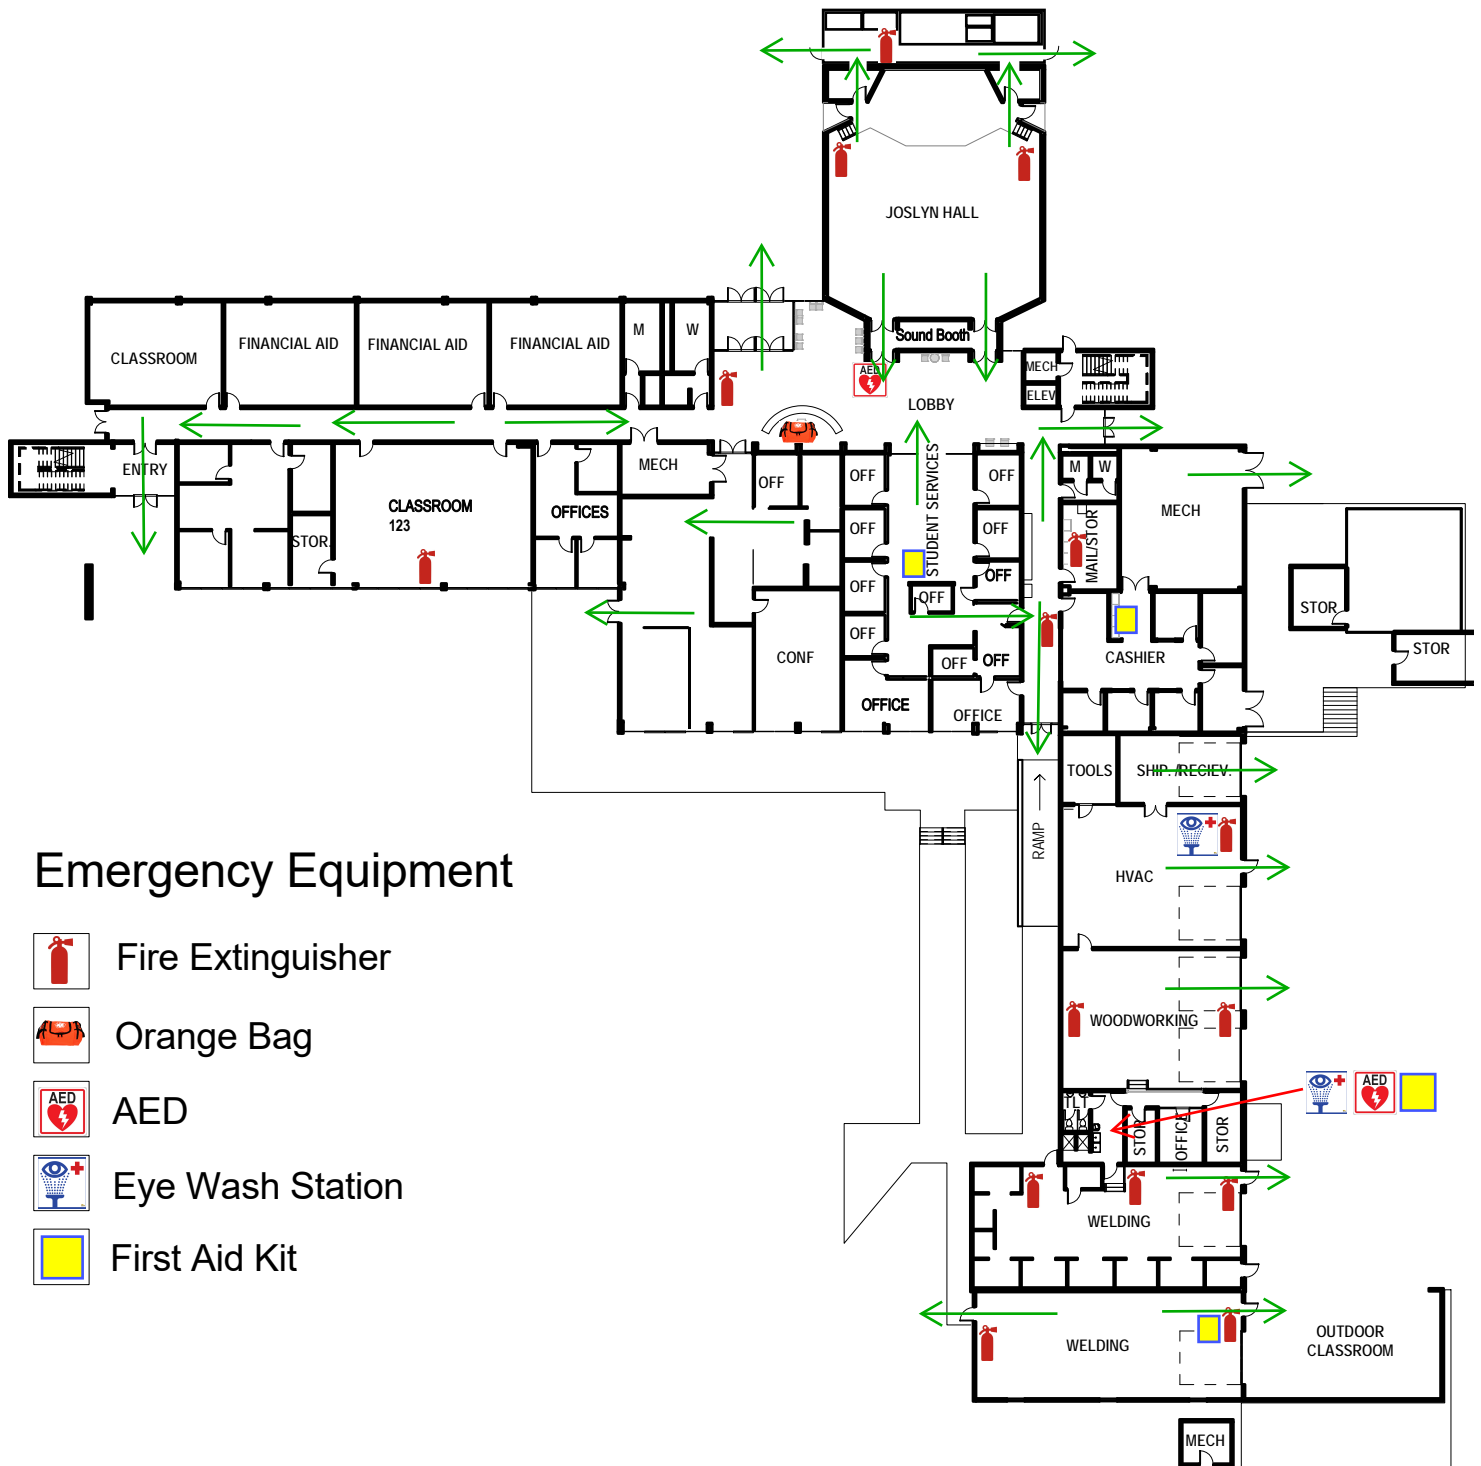 JOSLYN HALL
Sound Booth
CLASSROOM
FINANCIAL AID
FINANCIAL AID
FINANCIAL AID
M
W
AED
LOBBY
MECH
ELEV
ENTRY
STOR.
CLASSROOM
123
OFFICES
MECH
OFF
OFF
OFF
OFF
OFF
STUDENT SERVICES
OFF
OFF
OFF
OFF
OFF
OFF
OFFICE
OFFICE
CONF
M
W
MAIL/STOR
MECH
CASHIER
STOR
STOR
TOOLS
SHIP. /RECIEV.
RAMP
HVAC
WOODWORKING
TLT
STOR
OFFICE
STOR
AED
WELDING
WELDING
OUTDOOR
CLASSROOM
MECH
Emergency Equipment
Fire Extinguisher
Orange Bag
AED
AED
Eye Wash Station
First Aid Kit